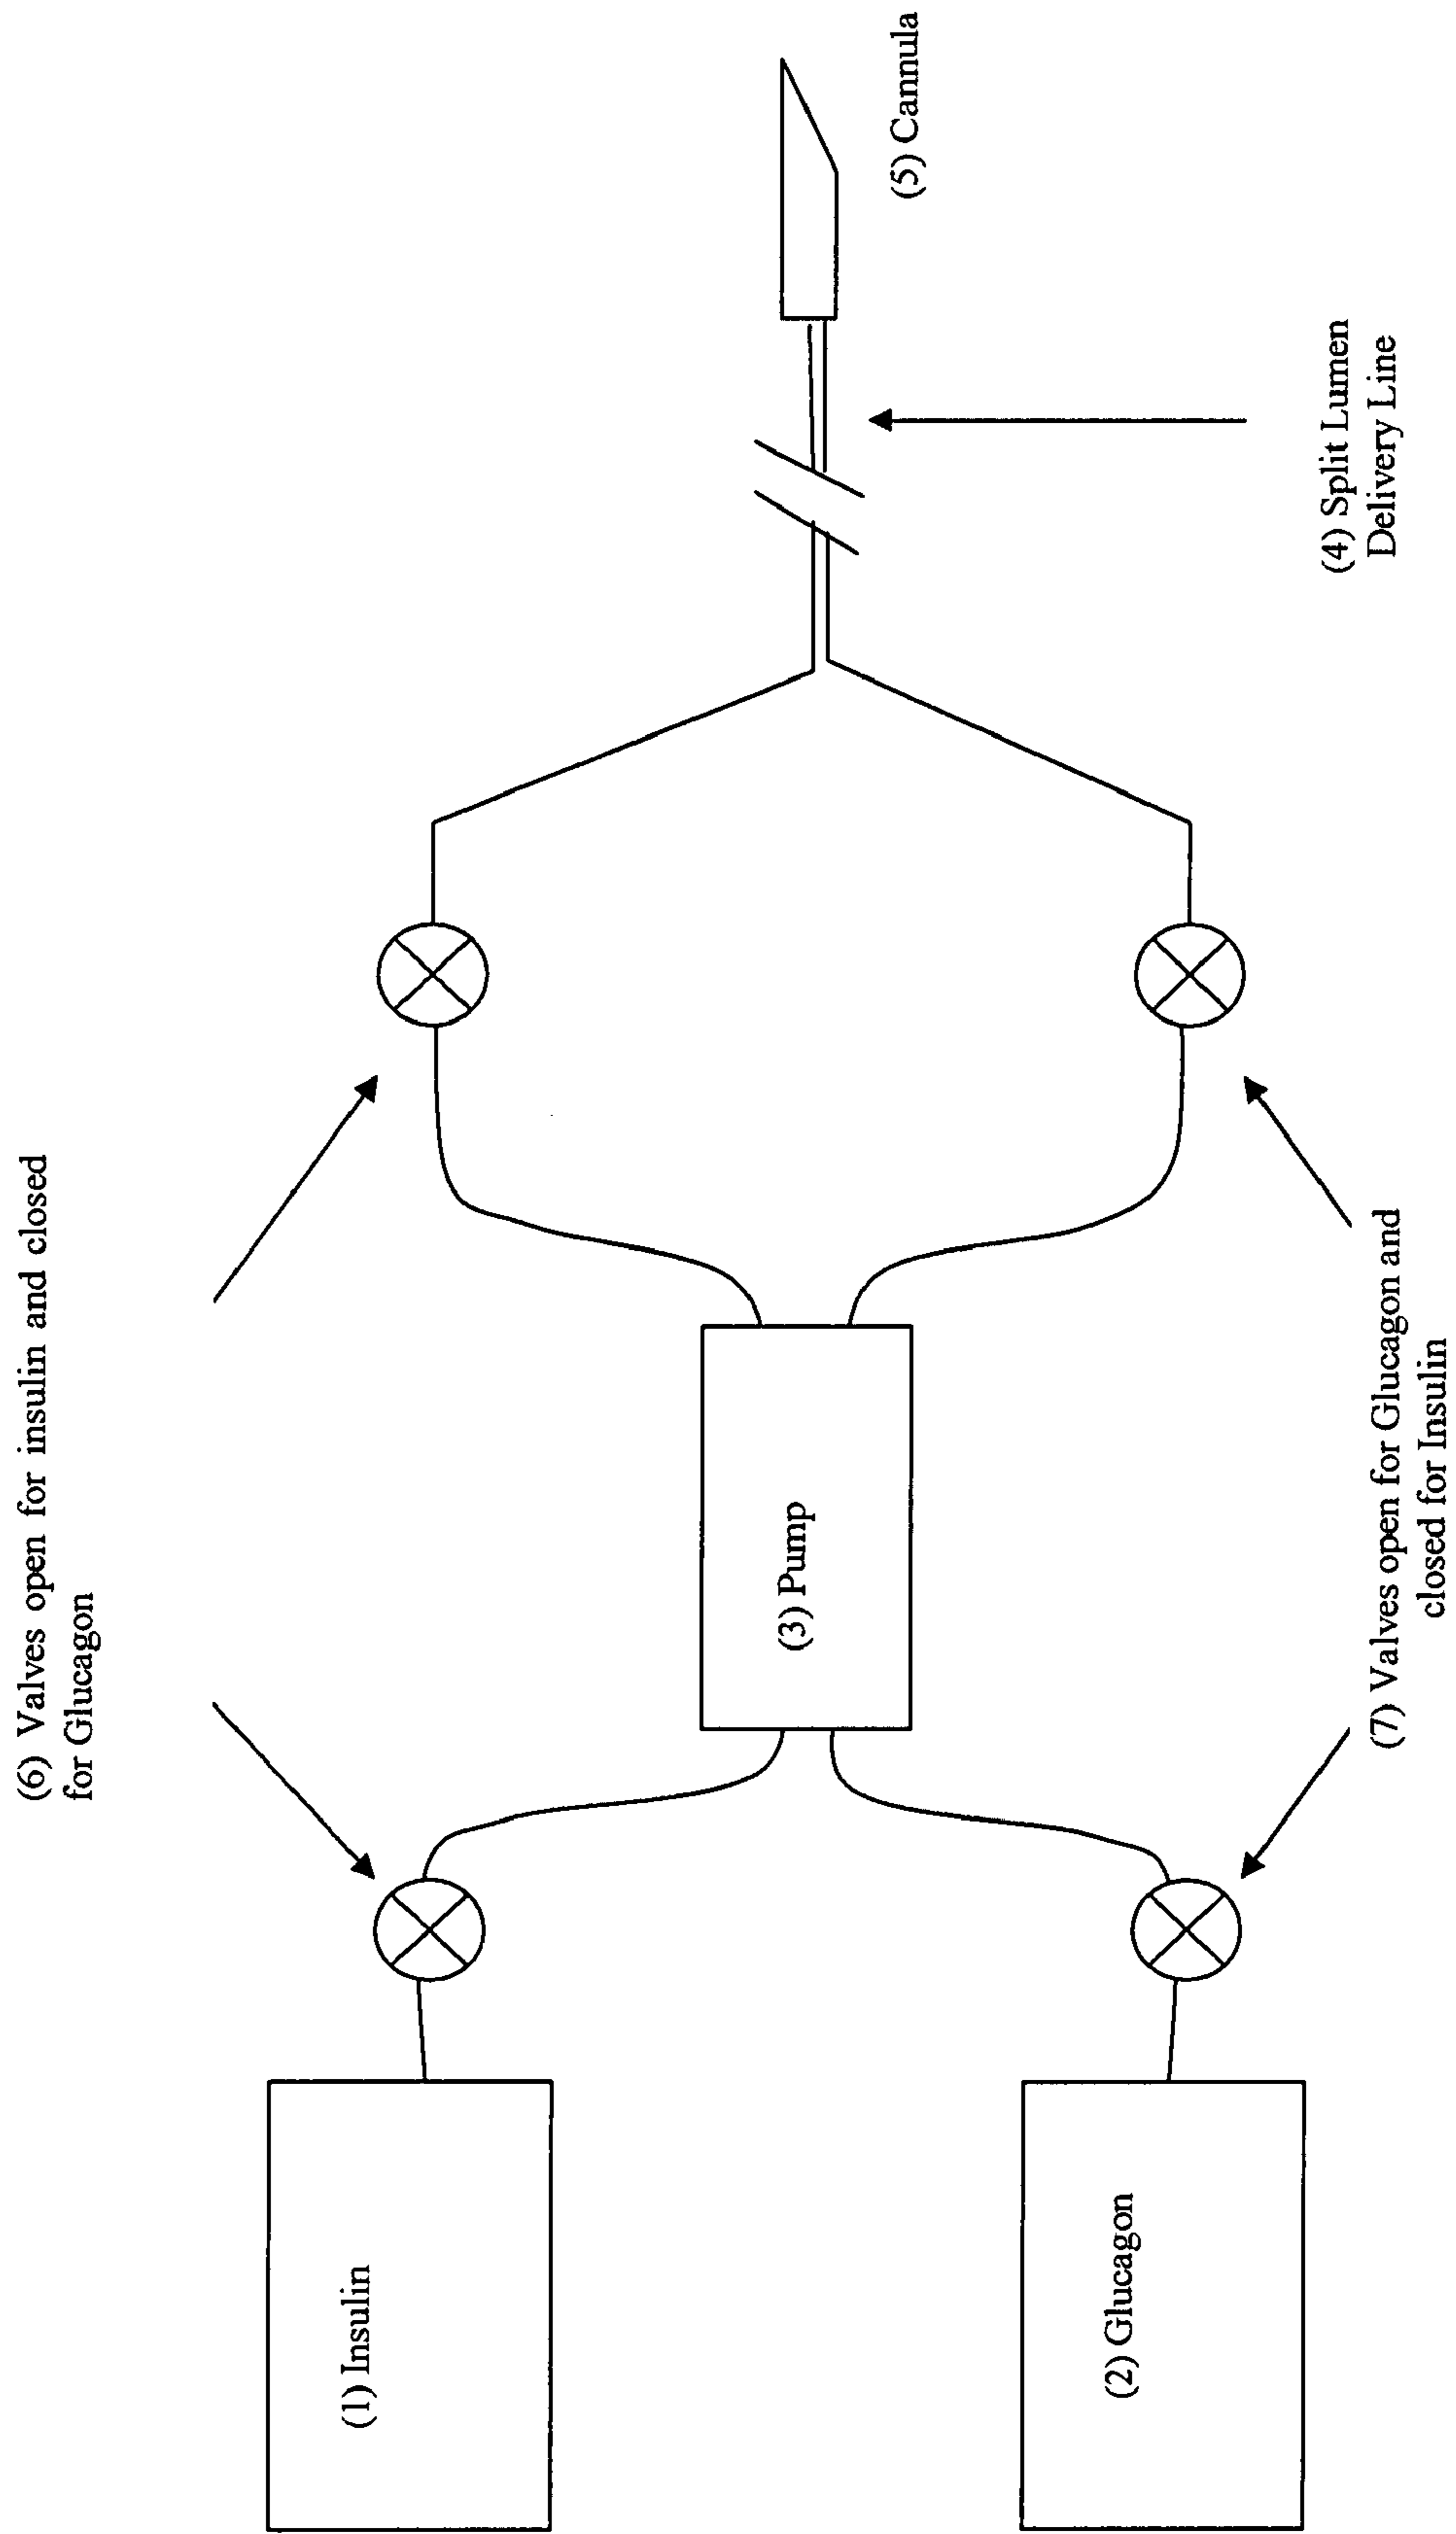 (6) Valves open for insulin and closed
for Glucagon
(1) Insulin
(3) Pump
(5) Cannula
(2) Glucagon
(4) Split Lumen
Delivery Line
(7) Valves open for Glucagon and
closed for Insulin